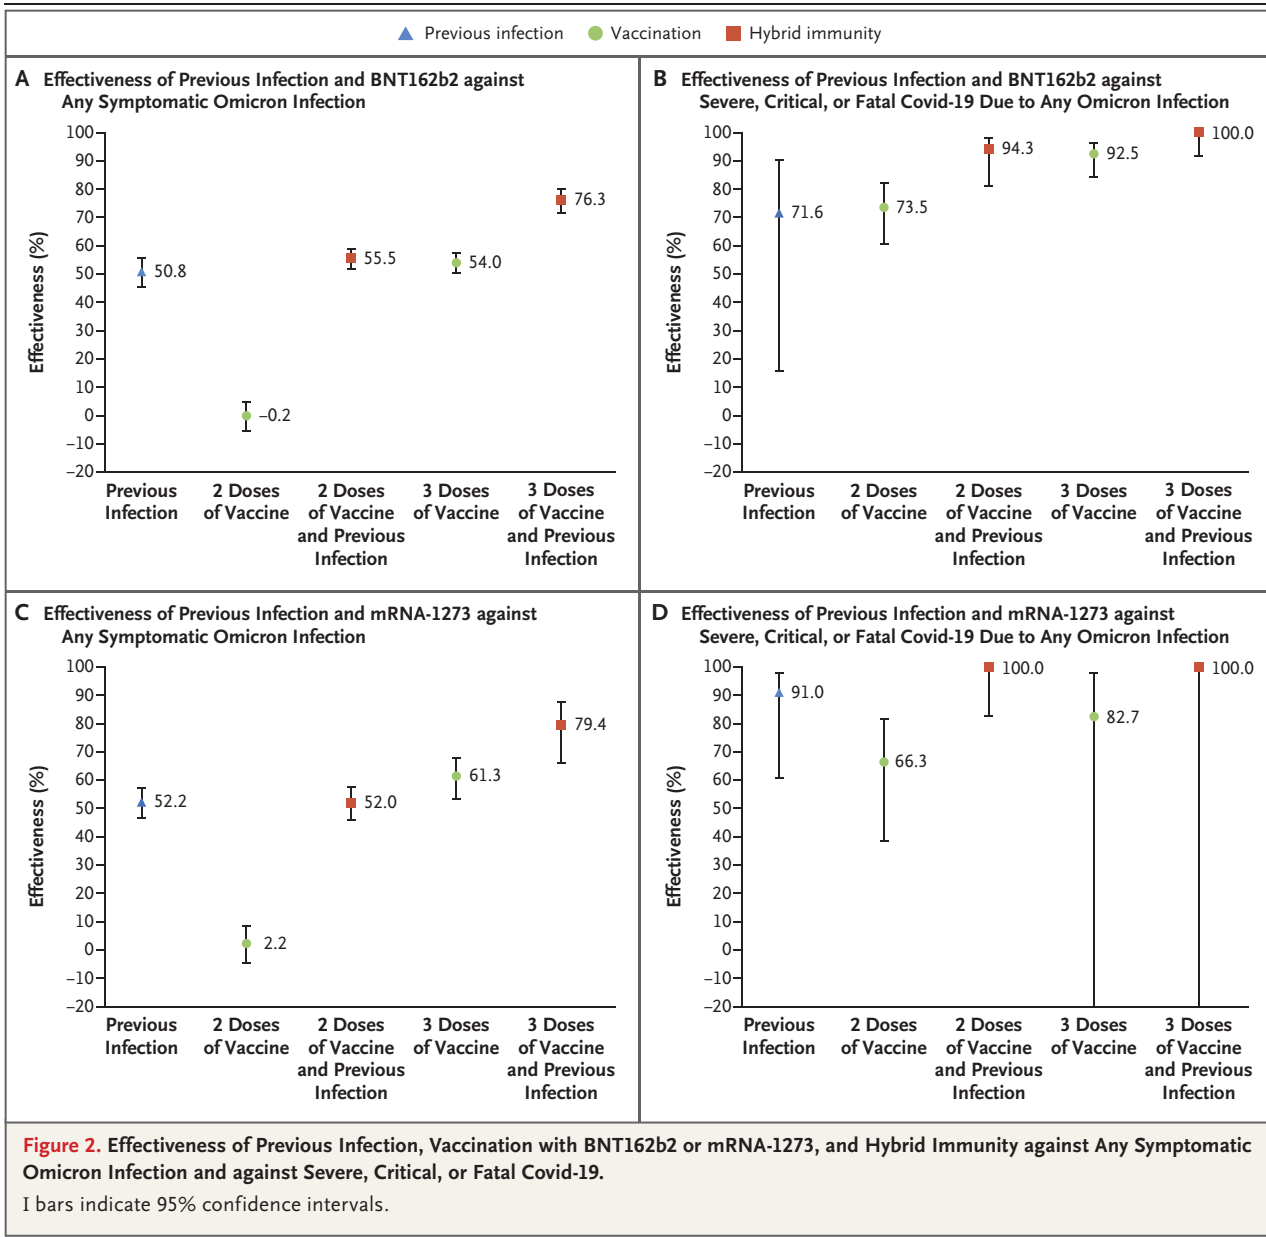 Previous infection Vaccination Hybrid immunity
A Effectiveness of Previous Infection and BNT162b2 against
Any Symptomatic Omicron Infection
Effectiveness (%)
100
90
80
70
60
50
40
30
20
10
0
–10
–20
50.8
–0.2
55.5
54.0
76.3
Previous
Infection
2 Doses
of Vaccine
2 Doses
of Vaccine
and Previous
Infection
3 Doses
of Vaccine
3 Doses
of Vaccine
and Previous
Infection
B Effectiveness of Previous Infection and BNT162b2 against
Severe, Critical, or Fatal Covid-19 Due to Any Omicron Infection
Effectiveness (%)
100
90
80
70
60
50
40
30
20
10
0
–10
–20
71.6
73.5
94.3
92.5
100.0
Previous
Infection
2 Doses
of Vaccine
2 Doses
of Vaccine
and Previous
Infection
3 Doses
of Vaccine
3 Doses
of Vaccine
and Previous
Infection
C Effectiveness of Previous Infection and mRNA-1273 against
Any Symptomatic Omicron Infection
Effectiveness (%)
100
90
80
70
60
50
40
30
20
10
0
–10
–20
52.2
2.2
52.0
61.3
79.4
Previous
Infection
2 Doses
of Vaccine
2 Doses
of Vaccine
and Previous
Infection
3 Doses
of Vaccine
3 Doses
of Vaccine
and Previous
Infection
D Effectiveness of Previous Infection and mRNA-1273 against
Severe, Critical, or Fatal Covid-19 Due to Any Omicron Infection
Effectiveness (%)
100
90
80
70
60
50
40
30
20
10
0
–10
–20
91.0
66.3
100.0
82.7
100.0
Previous
Infection
2 Doses
of Vaccine
2 Doses
of Vaccine
and Previous
Infection
3 Doses
of Vaccine
3 Doses
of Vaccine
and Previous
Infection
Figure 2. Effectiveness of Previous Infection, Vaccination with BNT162b2 or mRNA-1273, and Hybrid Immunity against Any Symptomatic
Omicron Infection and against Severe, Critical, or Fatal Covid-19.
I bars indicate 95% confidence intervals.